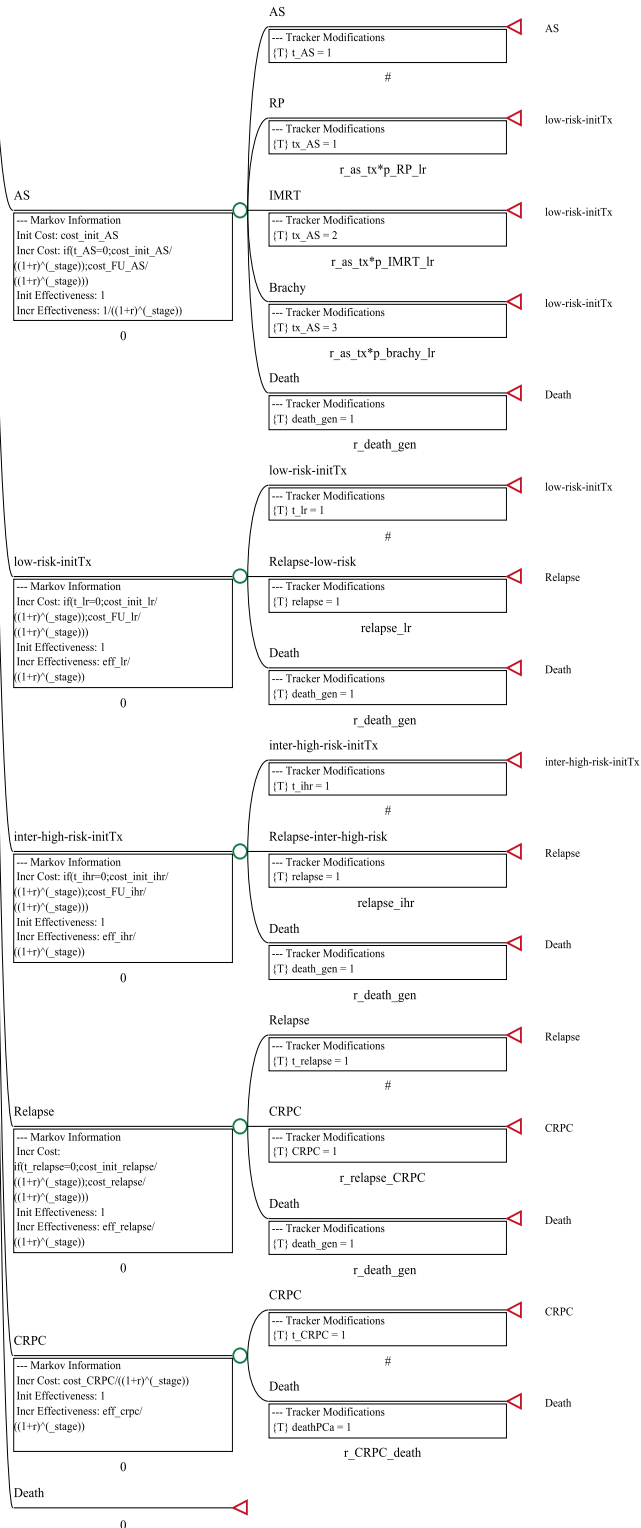 AS
--- Tracker Modifications
{T} t_AS = 1
#
AS
RP
--- Tracker Modifications
{T} tx_AS = 1
r_as_tx*p_RP_lr
low-risk-initTx
AS
--- Markov Information
Init Cost: cost_init_AS
Incr Cost: if(t_AS=0;cost_init_AS/
((1+r)^(_stage));cost_FU_AS/
((1+r)^(_stage)))
Init Effectiveness: 1
Incr Effectiveness: 1/((1+r)^(_stage))
0
IMRT
--- Tracker Modifications
{T} tx_AS = 2
r_as_tx*p_IMRT_lr
low-risk-initTx
Brachy
--- Tracker Modifications
{T} tx_AS = 3
r_as_tx*p_brachy_lr
low-risk-initTx
Death
--- Tracker Modifications
{T} death_gen = 1
r_death_gen
Death
low-risk-initTx
--- Tracker Modifications
{T} t_lr = 1
#
low-risk-initTx
low-risk-initTx
--- Markov Information
Incr Cost: if(t_lr=0;cost_init_lr/
((1+r)^(_stage));cost_FU_lr/
((1+r)^(_stage)))
Init Effectiveness: 1
Incr Effectiveness: eff_lr/
((1+r)^(_stage))
0
Relapse-low-risk
--- Tracker Modifications
{T} relapse = 1
relapse_lr
Relapse
Death
--- Tracker Modifications
{T} death_gen = 1
r_death_gen
Death
inter-high-risk-initTx
--- Tracker Modifications
{T} t_ihr = 1
#
inter-high-risk-initTx
inter-high-risk-initTx
--- Markov Information
Incr Cost: if(t_ihr=0;cost_init_ihr/
((1+r)^(_stage));cost_FU_ihr/
((1+r)^(_stage)))
Init Effectiveness: 1
Incr Effectiveness: eff_ihr/
((1+r)^(_stage))
0
Relapse-inter-high-risk
--- Tracker Modifications
{T} relapse = 1
relapse_ihr
Relapse
Death
--- Tracker Modifications
{T} death_gen = 1
r_death_gen
Death
Relapse
--- Tracker Modifications
{T} t_relapse = 1
#
Relapse
Relapse
--- Markov Information
Incr Cost:
if(t_relapse=0;cost_init_relapse/
((1+r)^(_stage));cost_relapse/
((1+r)^(_stage)))
Init Effectiveness: 1
Incr Effectiveness: eff_relapse/
((1+r)^(_stage))
0
CRPC
--- Tracker Modifications
{T} CRPC = 1
r_relapse_CRPC
CRPC
Death
--- Tracker Modifications
{T} death_gen = 1
r_death_gen
Death
CRPC
--- Tracker Modifications
{T} t_CRPC = 1
#
CRPC
CRPC
--- Markov Information
Incr Cost: cost_CRPC/((1+r)^(_stage))
Init Effectiveness: 1
Incr Effectiveness: eff_crpc/
((1+r)^(_stage))
0
Death
--- Tracker Modifications
{T} deathPCa = 1
r_CRPC_death
Death
Death
0